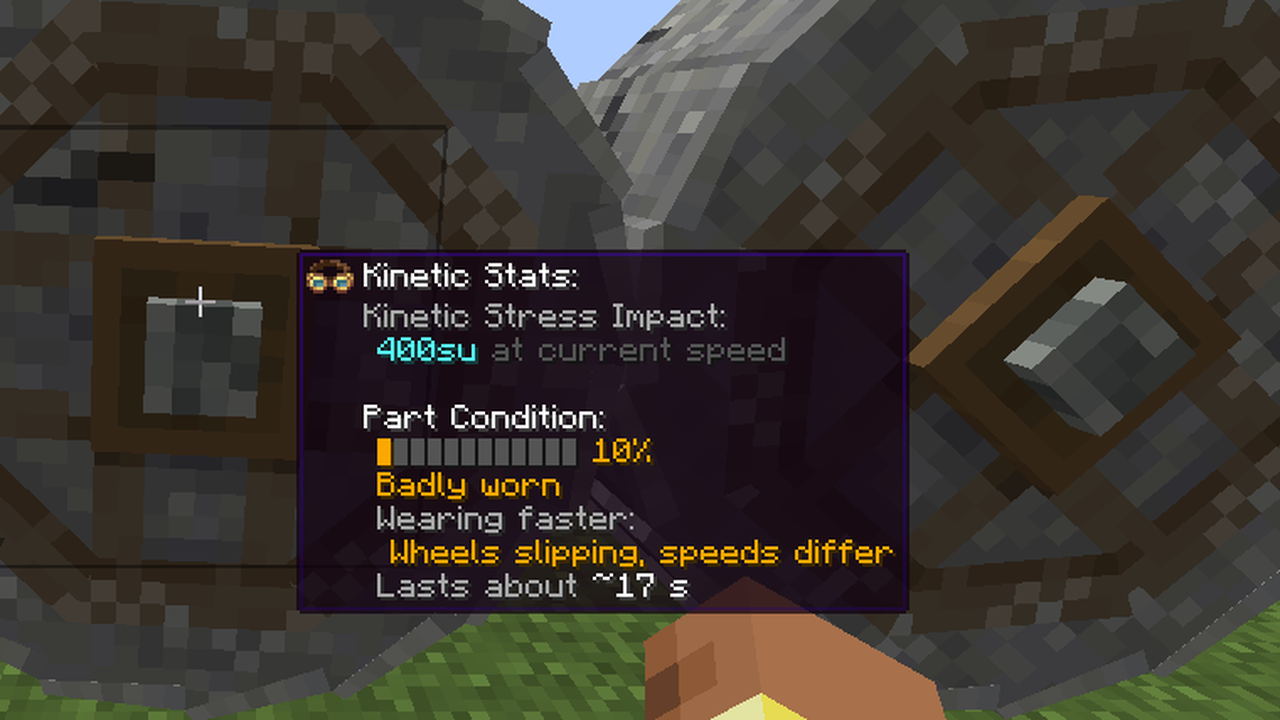 Kinetic Stats:
Kinetic Stress Impact:
400su at current speed
Part Condition:
10%
Badly worn
Wearing faster:
Wheels slipping, speeds differ
Lasts about ~17 s